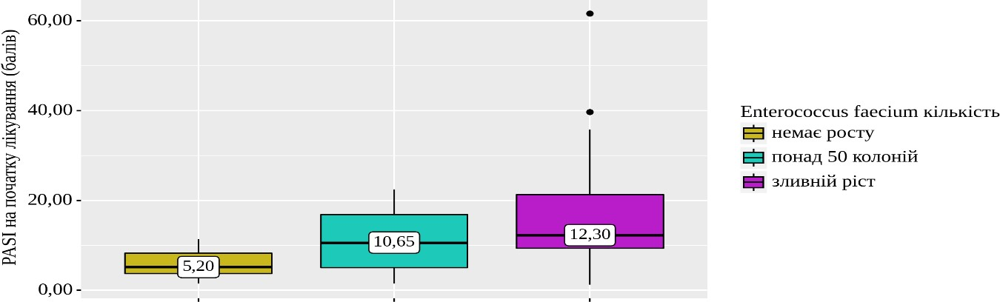 60,00
40,00
20,00
0,00
PASI на початку лікування (балів)
5,20
10,65
12,30
Enterococcus faecium кількість
немає росту
понад 50 колоній
зливній ріст